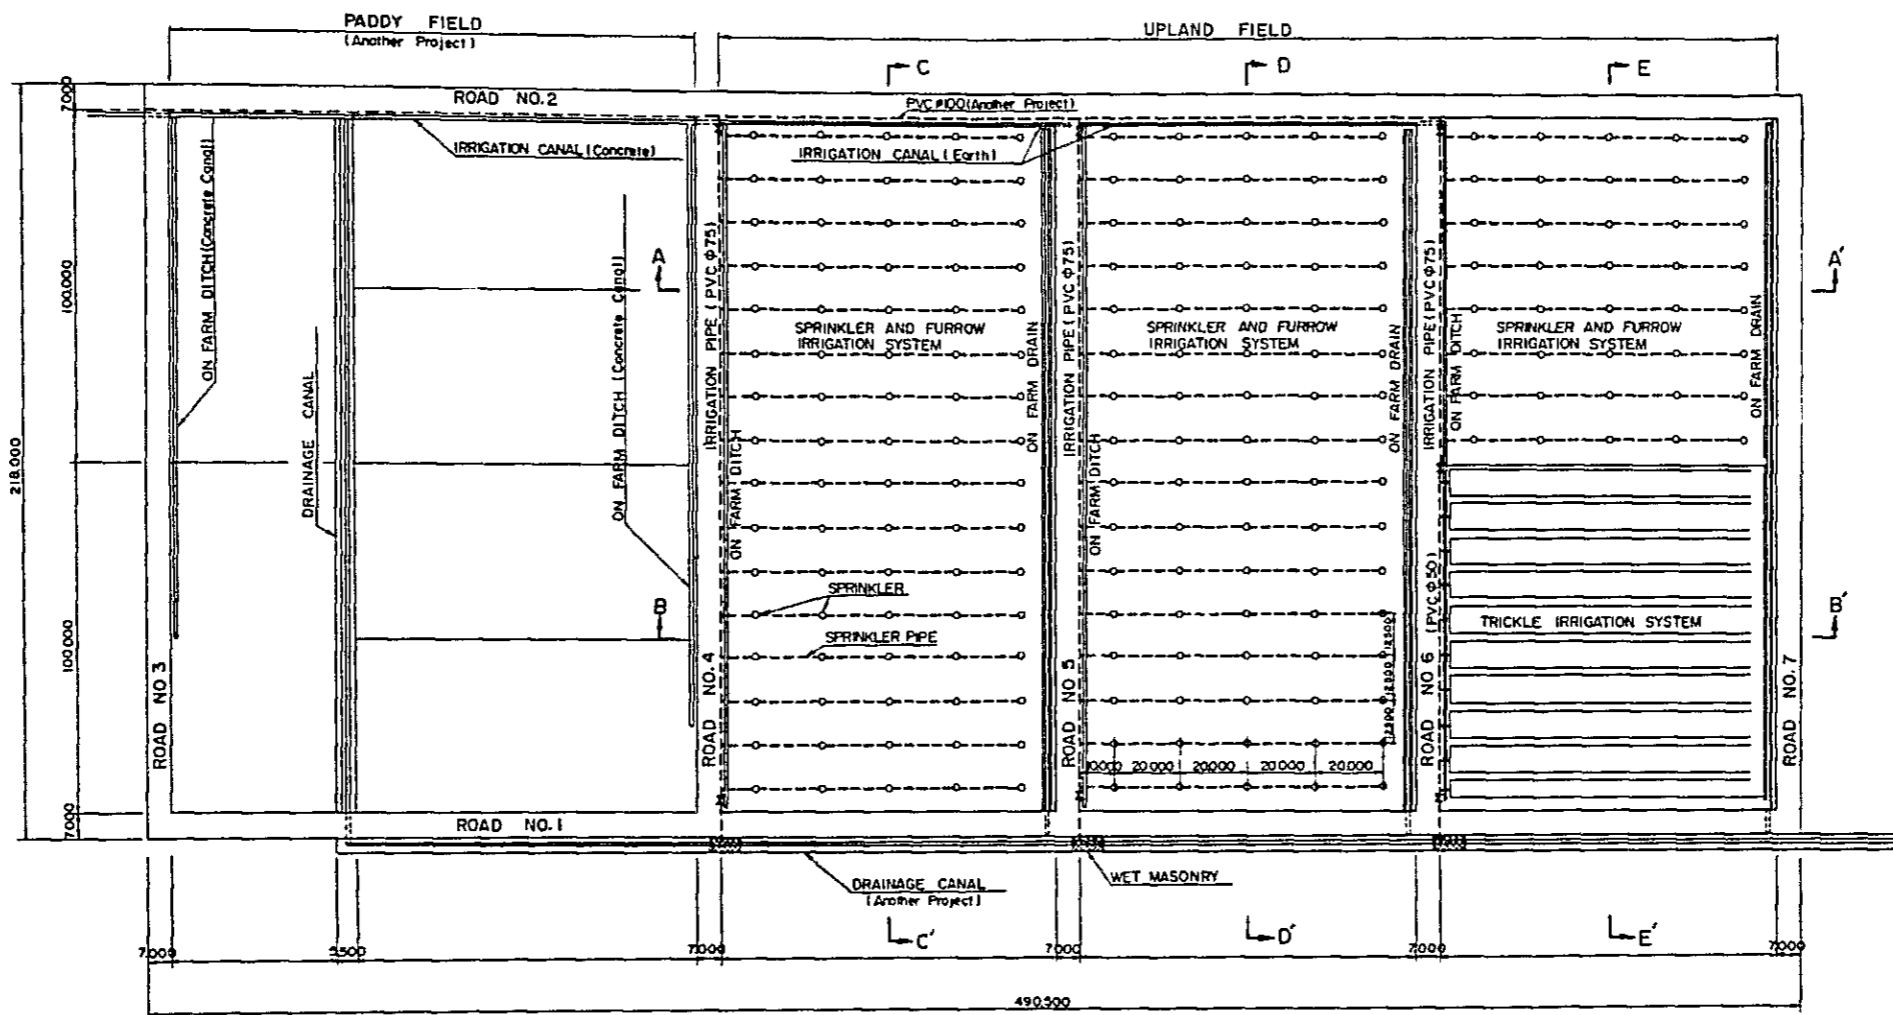 PADDY FIELD
(Another Project)
UPLAND FIELD
C
D
E
ROAD NO.2
PVC φ100 (Another Project)
IRRIGATION CANAL (Concrete)
IRRIGATION CANAL (Earth)
7.000
100.000
218.000
100.000
7.000
ON FARM DITCH (Concrete Canal)
DRAINAGE CANAL
ON FARM DITCH (Concrete Canal)
A
B
IRRIGATION PIPE (PVC φ75)
ON FARM DITCH
SPRINKLER AND FURROW
IRRIGATION SYSTEM
ON FARM DRAIN
IRRIGATION PIPE (PVC φ75)
ON FARM DITCH
SPRINKLER AND FURROW
IRRIGATION SYSTEM
ON FARM DRAIN
IRRIGATION PIPE (PVC φ75)
ON FARM DITCH
SPRINKLER AND FURROW
IRRIGATION SYSTEM
ON FARM DRAIN
A'
B'
SPRINKLER
SPRINKLER PIPE
(PVC φ50)
TRICKLE IRRIGATION SYSTEM
ROAD NO 3
ROAD NO. 4
ROAD NO 5
ROAD NO 6
ROAD NO. 7
12.500
12.500
12.500
10.000
20.000
20.000
20.000
20.000
ROAD NO.1
DRAINAGE CANAL
(Another Project)
WET MASONRY
C'
D'
E'
7.000
5.500
7.000
7.000
7.000
7.000
490.500